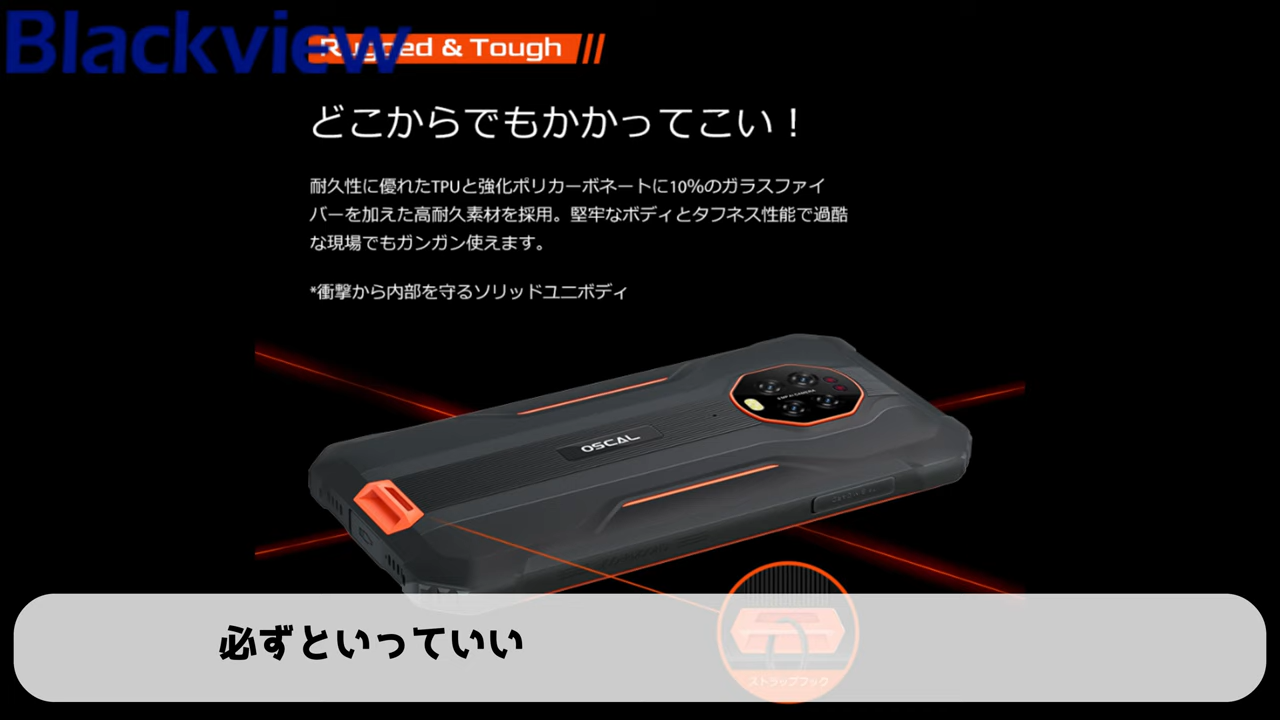 Blackview
Rugged & Tough
どこからでもかかってこい！
耐久性に優れたTPUと強化ポリカーボネートに10%のガラスファイ
バーを加えた高耐久素材を採用。堅牢なボディとタフネス性能で過酷
な現場でもガンガン使えます。
*衝撃から内部を守るソリッドユニボディ
OSCAL
必ずといっていい
ストラップフック